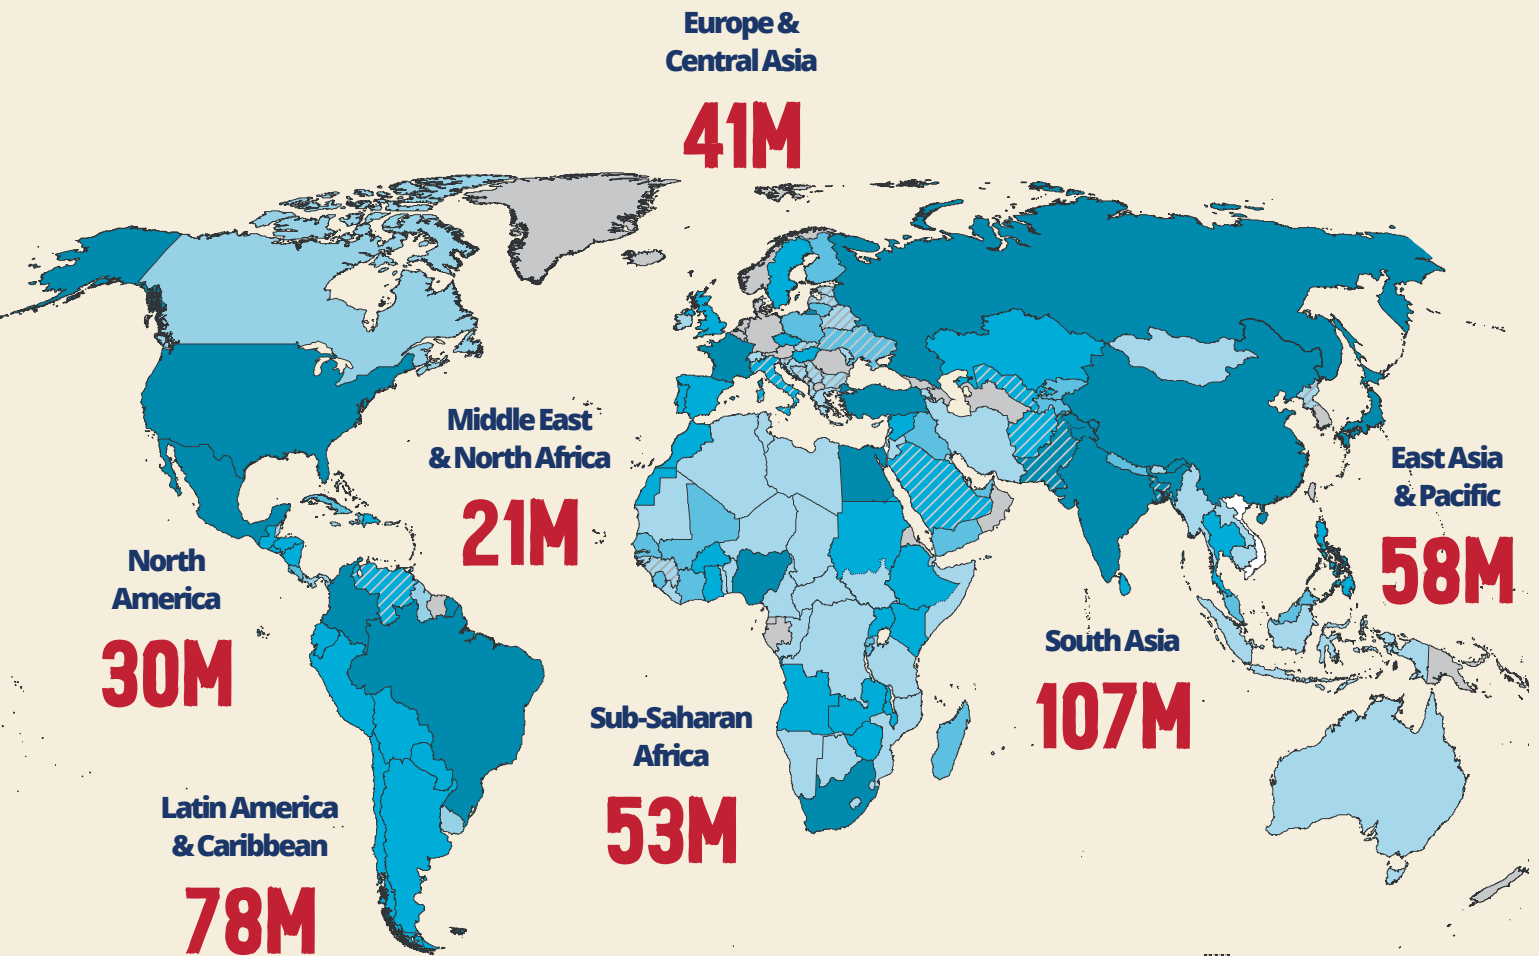 Europe &
Central Asia
41M
Middle East
& North Africa
21M
East Asia
& Pacific
58M
North
America
30M
South Asia
107M
Sub-Saharan
Africa
53M
Latin America
& Caribbean
78M